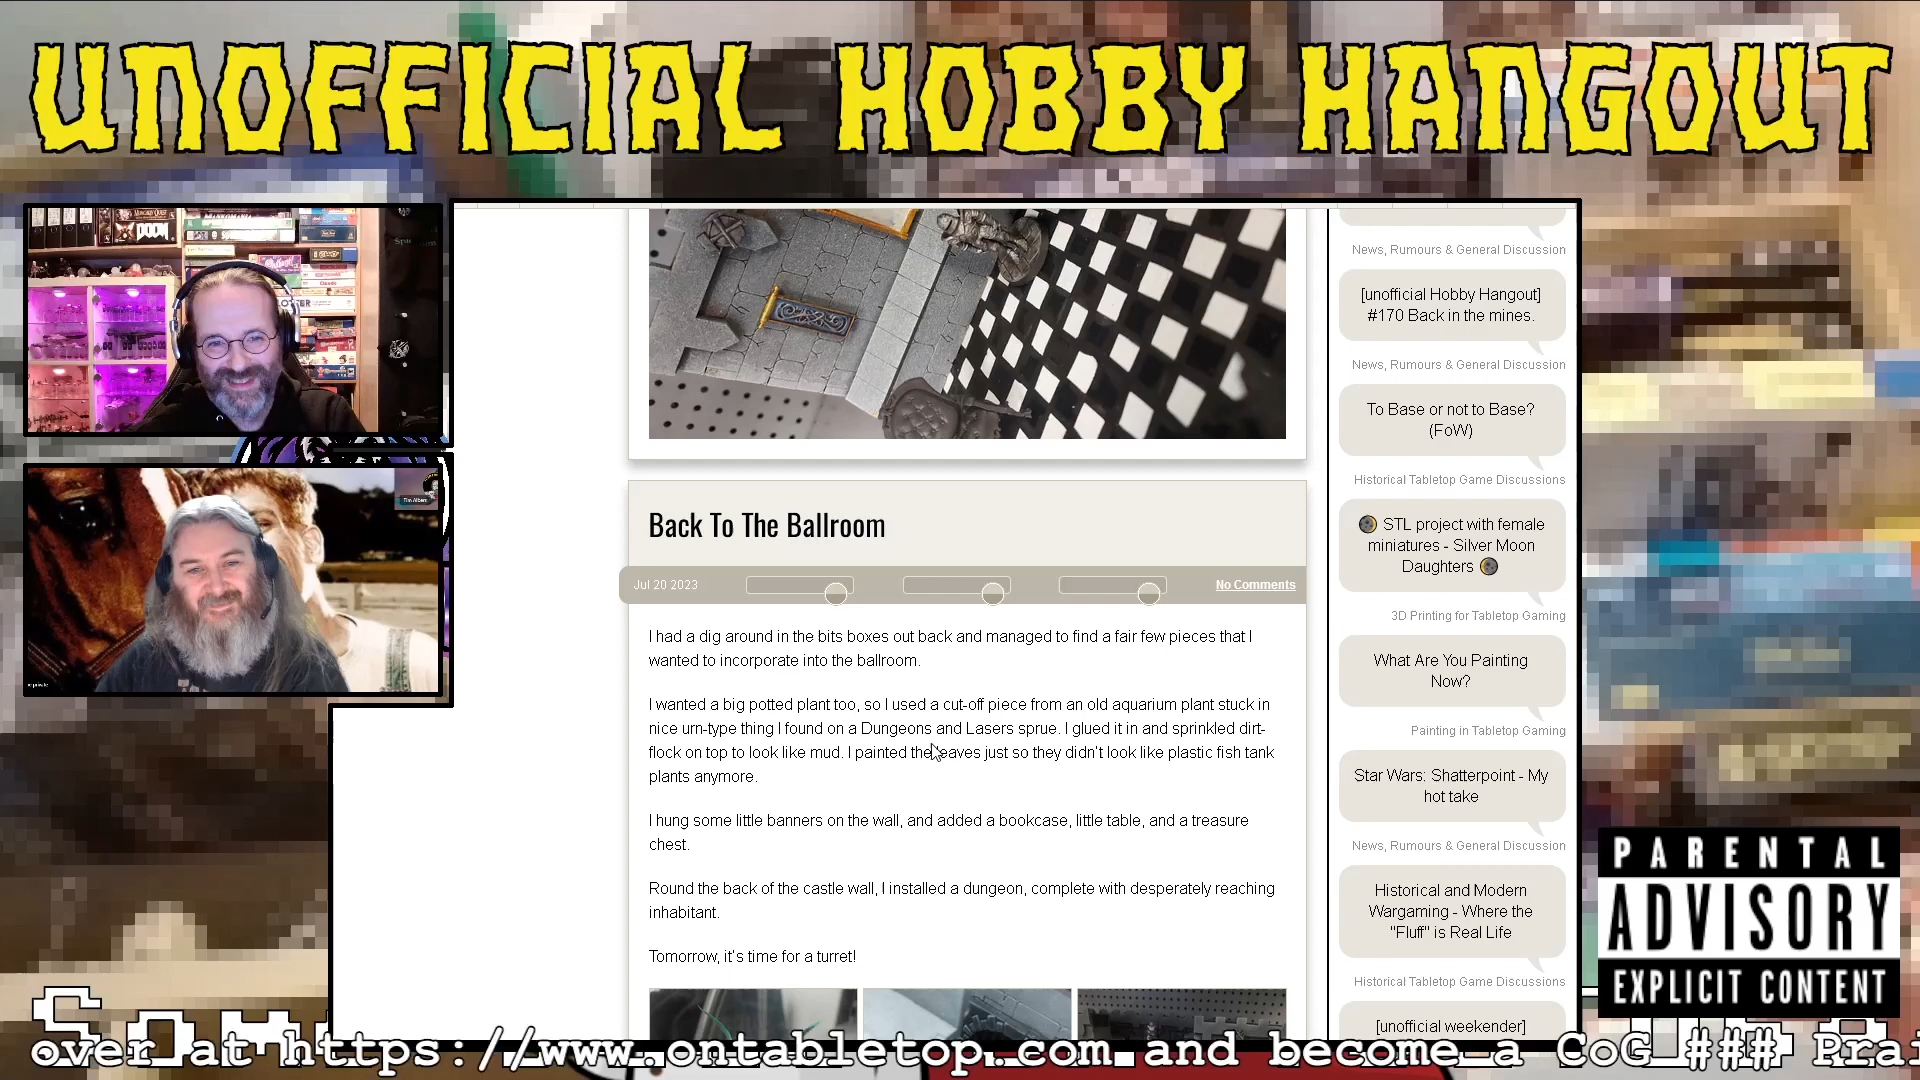 UNOFFICIAL HOBBY HANGOUT
DOOM
Tim Albers
News, Rumours & General Discussion
[unofficial Hobby Hangout]
#170 Back in the mines.
News, Rumours & General Discussion
To Base or not to Base?
(FoW)
Historical Tabletop Game Discussions
STL project with female
miniatures - Silver Moon
Daughters
3D Printing for Tabletop Gaming
What Are You Painting
Now?
Painting in Tabletop Gaming
Star Wars: Shatterpoint - My
hot take
News, Rumours & General Discussion
Historical and Modern
Wargaming - Where the
"Fluff" is Real Life
Historical Tabletop Game Discussions
[unofficial weekender]
Back To The Ballroom
Jul 20 2023
No Comments
I had a dig around in the bits boxes out back and managed to find a fair few pieces that I
wanted to incorporate into the ballroom.
I wanted a big potted plant too, so I used a cut-off piece from an old aquarium plant stuck in
nice urn-type thing I found on a Dungeons and Lasers sprue. I glued it in and sprinkled dirt-
flock on top to look like mud. I painted the leaves just so they didn't look like plastic fish tank
plants anymore.
I hung some little banners on the wall, and added a bookcase, little table, and a treasure
chest.
Round the back of the castle wall, I installed a dungeon, complete with desperately reaching
inhabitant.
Tomorrow, it's time for a turret!
PARENTAL
ADVISORY
EXPLICIT CONTENT
over at https://www.ontabletop.com and become a CoG ### Prai